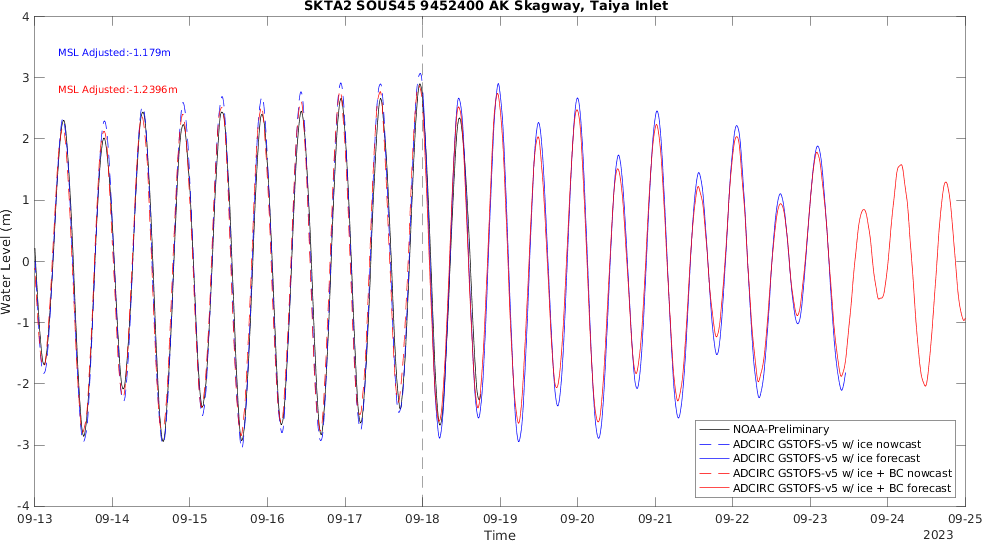 SKTA2 SOUS45 9452400 AK Skagway, Taiya Inlet
4
MSL Adjusted:-1.179m
3
MSL Adjusted:-1.2396m
2
1
0
-1
-2
-3
-4
Water Level (m)
NOAA-Preliminary
ADCIRC GSTOFS-v5 w/ ice nowcast
ADCIRC GSTOFS-v5 w/ ice forecast
ADCIRC GSTOFS-v5 w/ ice + BC nowcast
ADCIRC GSTOFS-v5 w/ ice + BC forecast
09-13 09-14 09-15 09-16 09-17 09-18 09-19 09-20 09-21 09-22 09-23 09-24 09-25
Time
2023